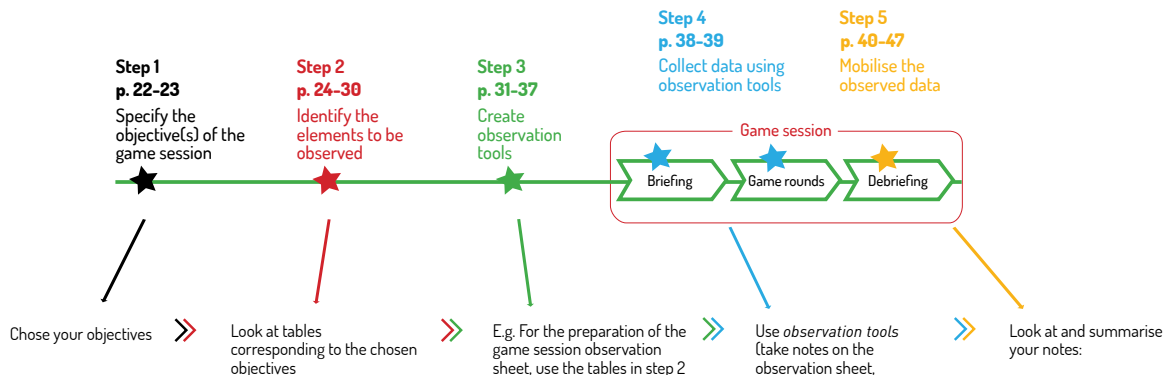 Step 1
p. 22-23
Specify the
objective(s) of the
game session
Step 2
p. 24-30
Identify the
elements to be
observed
Step 3
p. 31-37
Create
observation
tools
Step 4
p. 38-39
Collect data using
observation tools
Step 5
p. 40-47
Mobilise the
observed data
Game session
Briefing
Game rounds
Debriefing
Chose your objectives
Look at tables
corresponding to the chosen
objectives
E.g. For the preparation of the
game session observation
sheet, use the tables in step 2
Use observation tools
(take notes on the
observation sheet,
Look at and summarise
your notes: